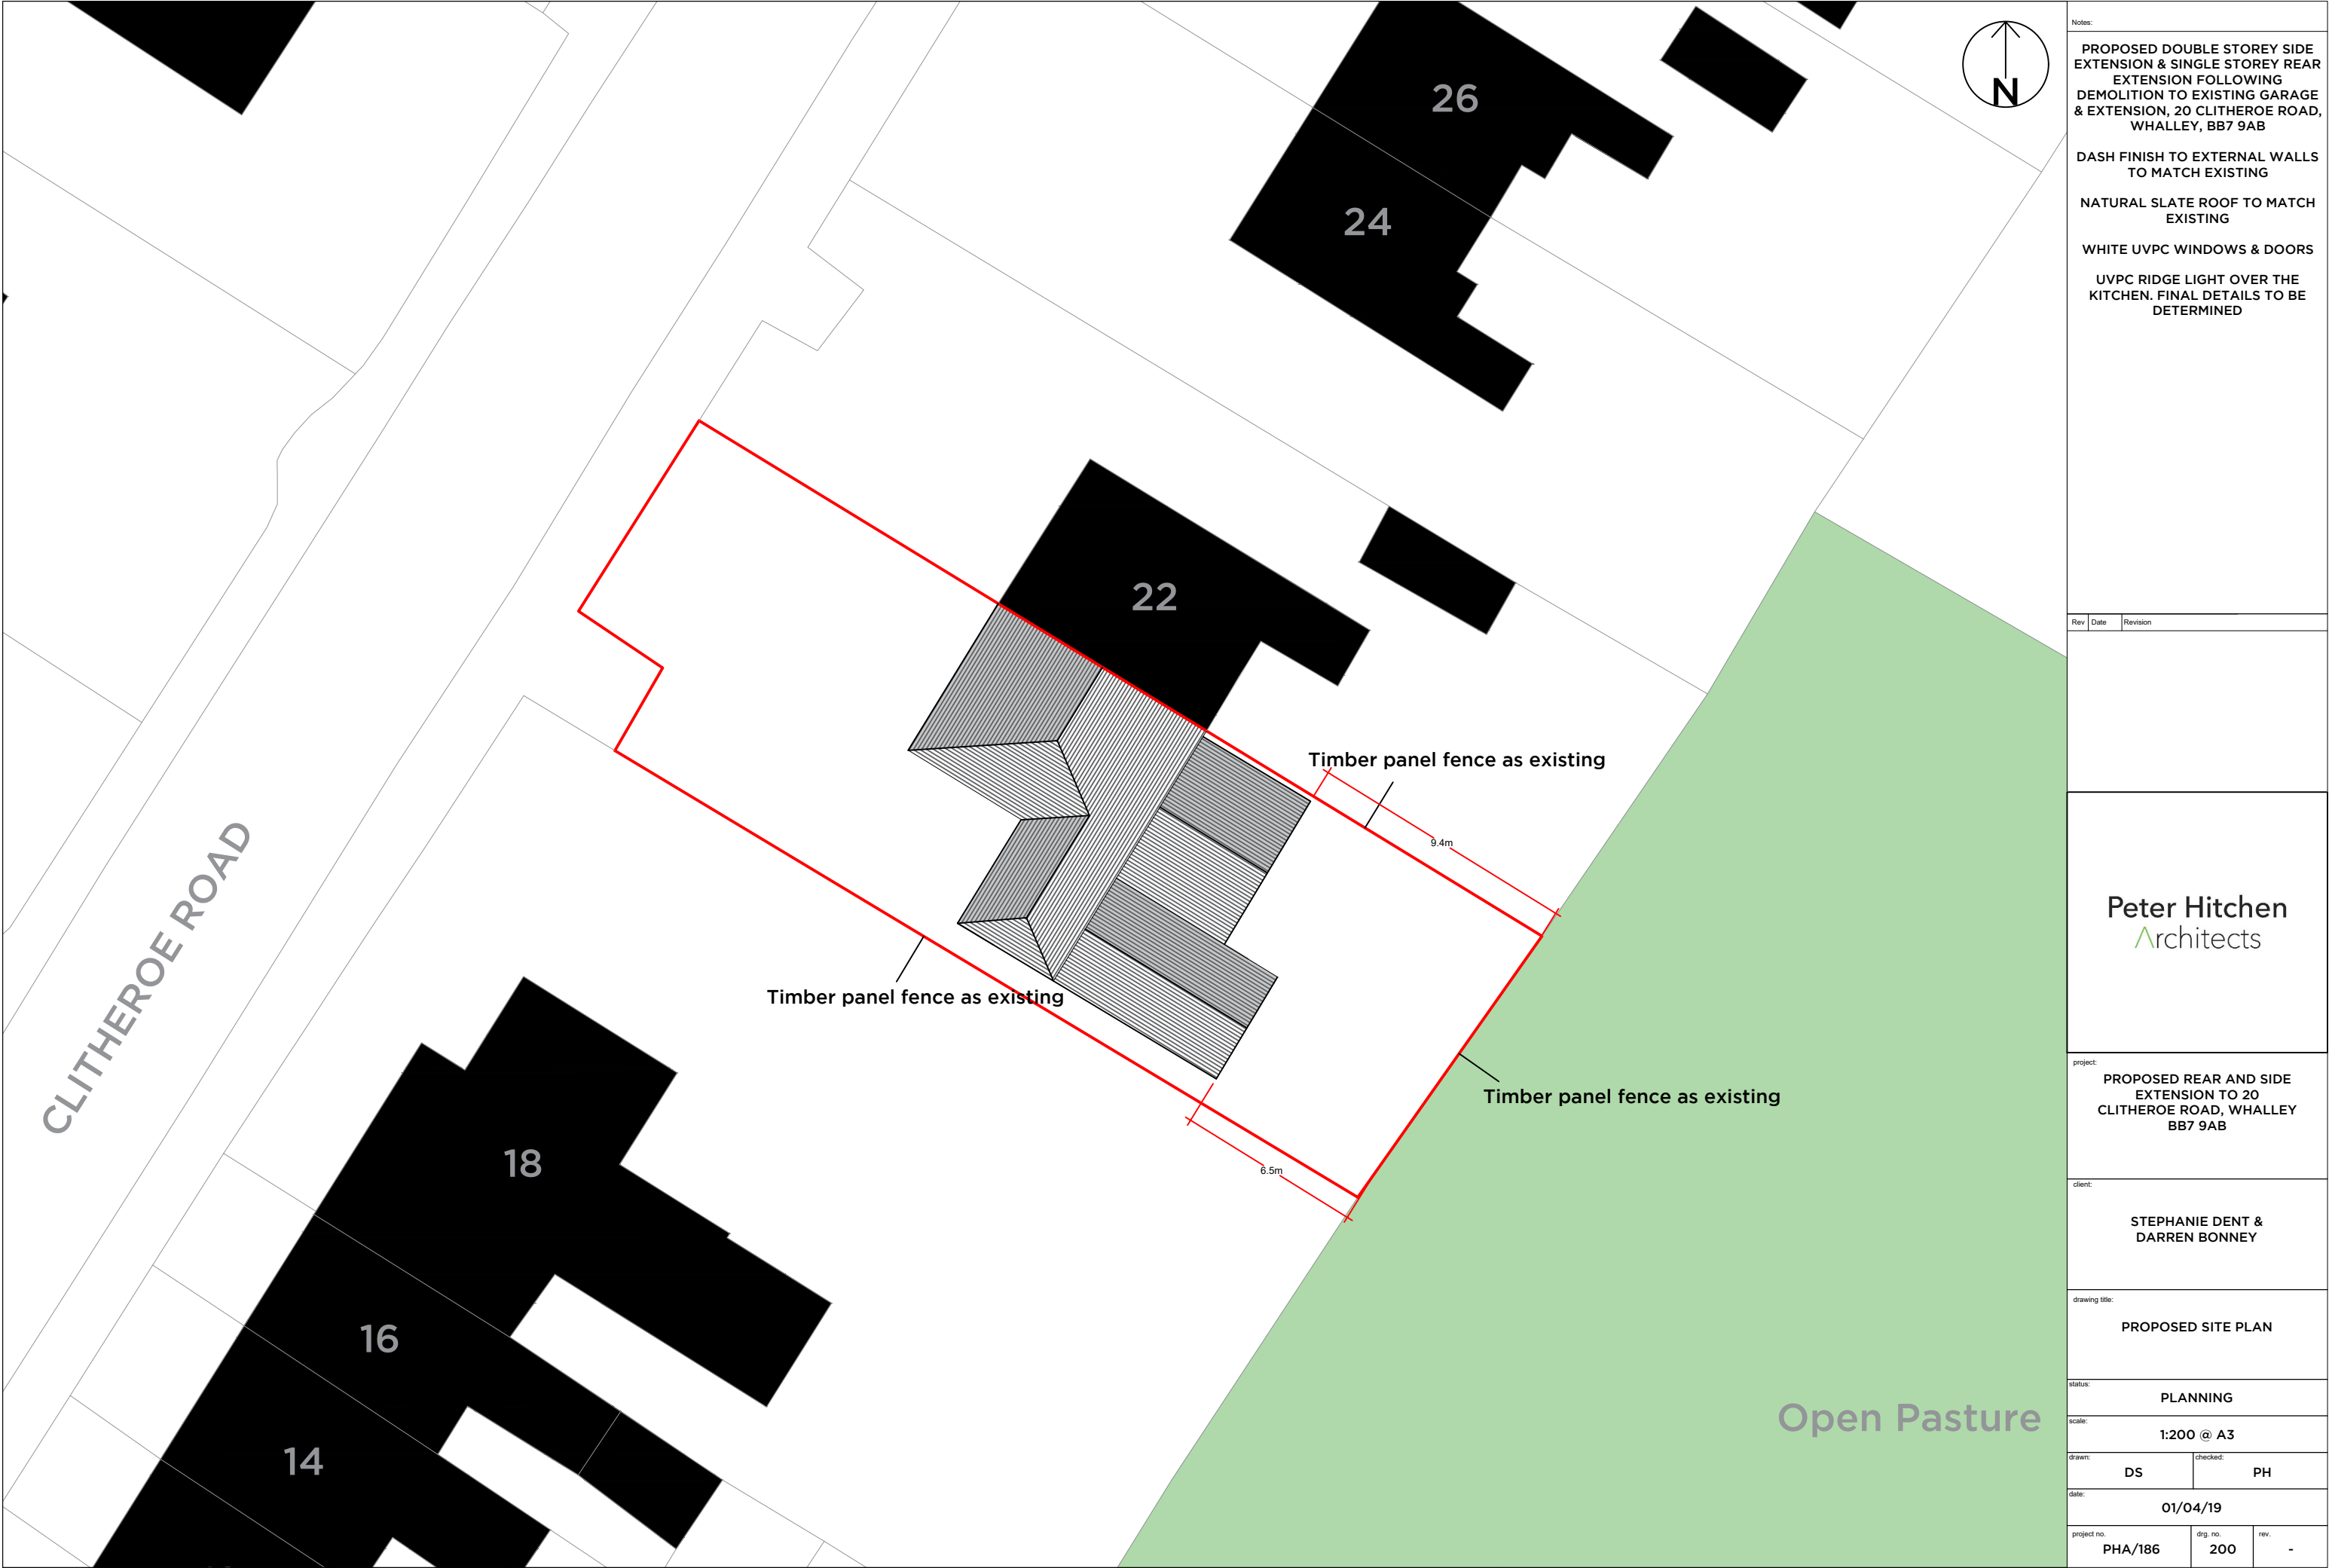 26
24
22
Timber panel fence as existing
9.4m
CLITHEROE ROAD
Timber panel fence as existing
Timber panel fence as existing
6.5m
18
16
14
Open Pasture
N
Notes:
PROPOSED DOUBLE STOREY SIDE
EXTENSION & SINGLE STOREY REAR
EXTENSION FOLLOWING
DEMOLITION TO EXISTING GARAGE
& EXTENSION, 20 CLITHEROE ROAD,
WHALLEY, BB7 9AB
DASH FINISH TO EXTERNAL WALLS
TO MATCH EXISTING
NATURAL SLATE ROOF TO MATCH
EXISTING
WHITE UVPC WINDOWS & DOORS
UVPC RIDGE LIGHT OVER THE
KITCHEN. FINAL DETAILS TO BE
DETERMINED
Rev Date Revision
Peter Hitchen
Architects
project:
PROPOSED REAR AND SIDE
EXTENSION TO 20
CLITHEROE ROAD, WHALLEY
BB7 9AB
client:
STEPHANIE DENT &
DARREN BONNEY
drawing title:
PROPOSED SITE PLAN
status:
PLANNING
scale:
1:200 @ A3
drawn: checked:
DS PH
date:
01/04/19
project no. drg. no. rev.
PHA/186 200 -